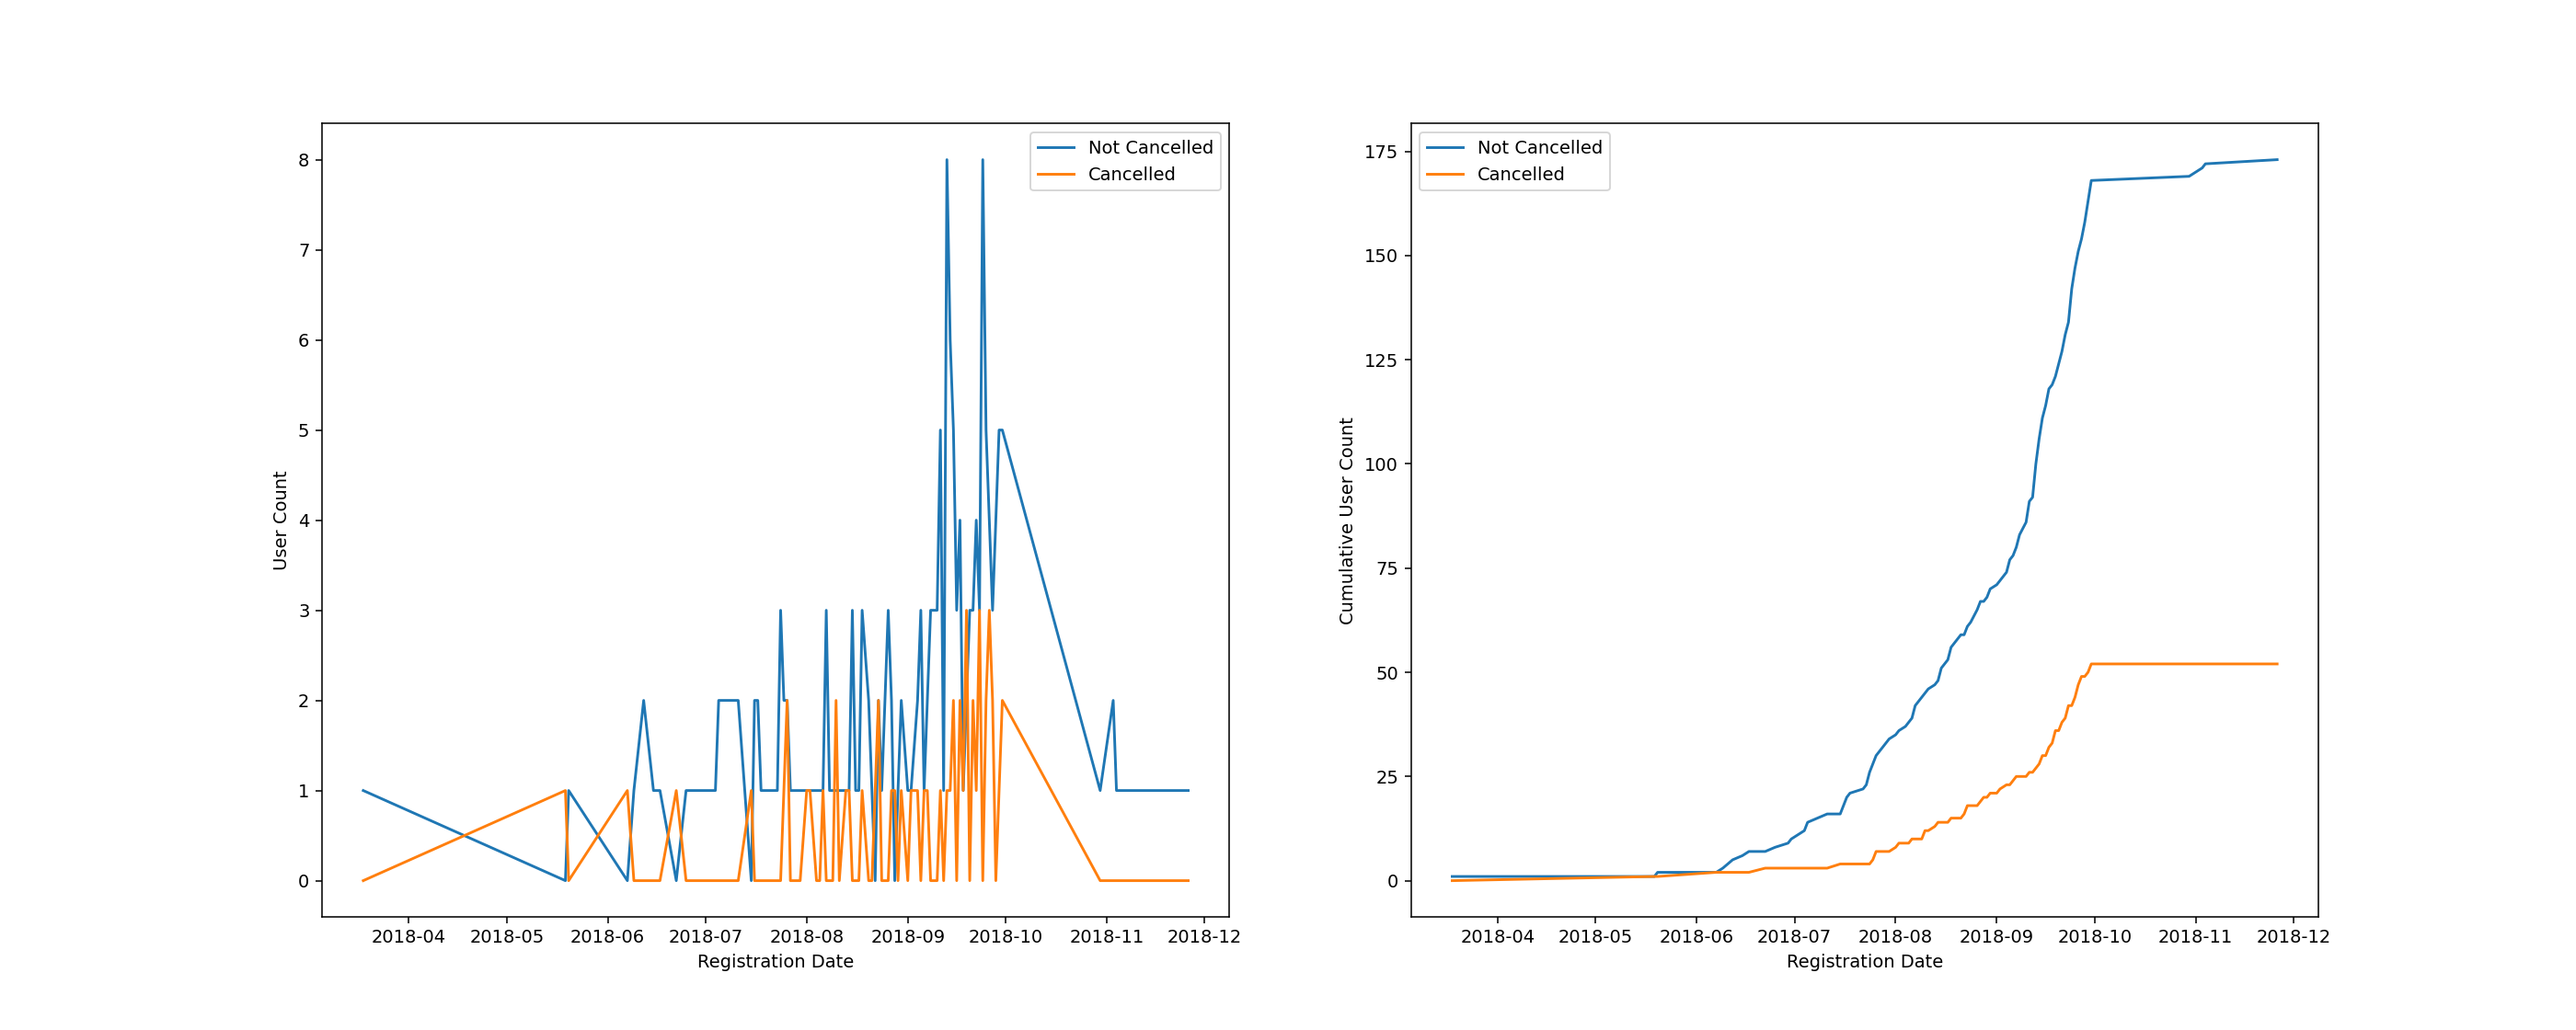 Not Cancelled
Cancelled
8
7
6
5
4
3
2
1
0
User Count
2018-04 2018-05 2018-06 2018-07 2018-08 2018-09 2018-10 2018-11 2018-12
Registration Date
Not Cancelled
Cancelled
175
150
125
100
75
50
25
0
Cumulative User Count
2018-04 2018-05 2018-06 2018-07 2018-08 2018-09 2018-10 2018-11 2018-12
Registration Date